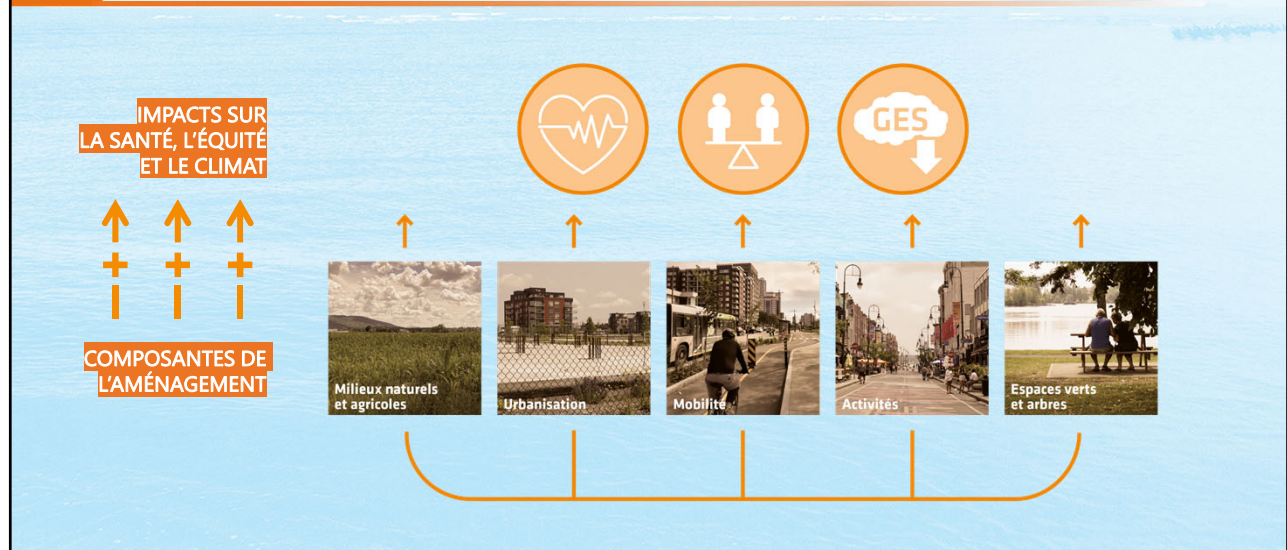 IMPACTS SUR
LA SANTÉ, L'ÉQUITÉ
ET LE CLIMAT
GES
COMPOSANTES DE
L'AMÉNAGEMENT
Milieux naturels
et agricoles
Urbanisation
Mobilité
Activités
Espaces verts
et arbres